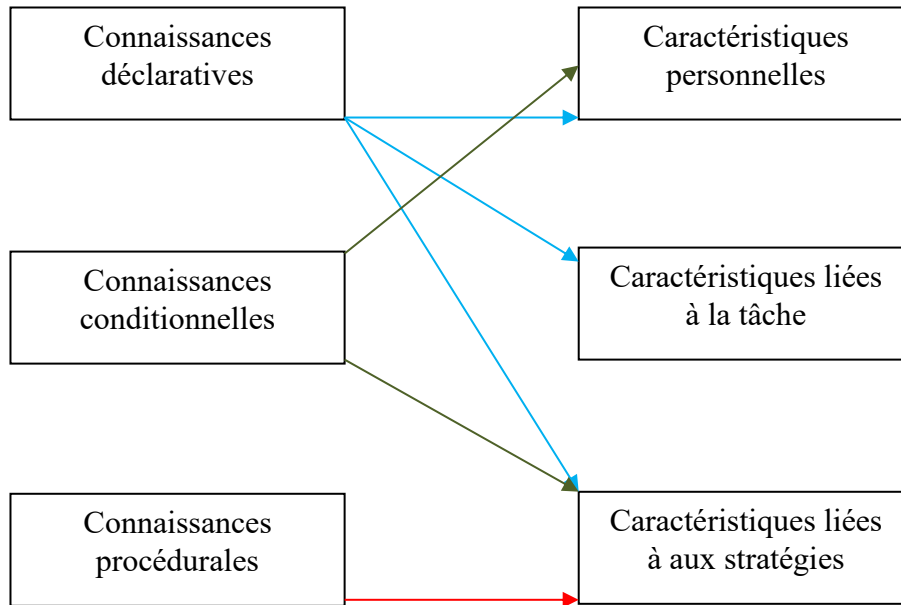 Connaissances
déclaratives
Caractéristiques
personnelles
Connaissances
conditionnelles
Caractéristiques liées
à la tâche
Connaissances
procédurales
Caractéristiques liées
à aux stratégies